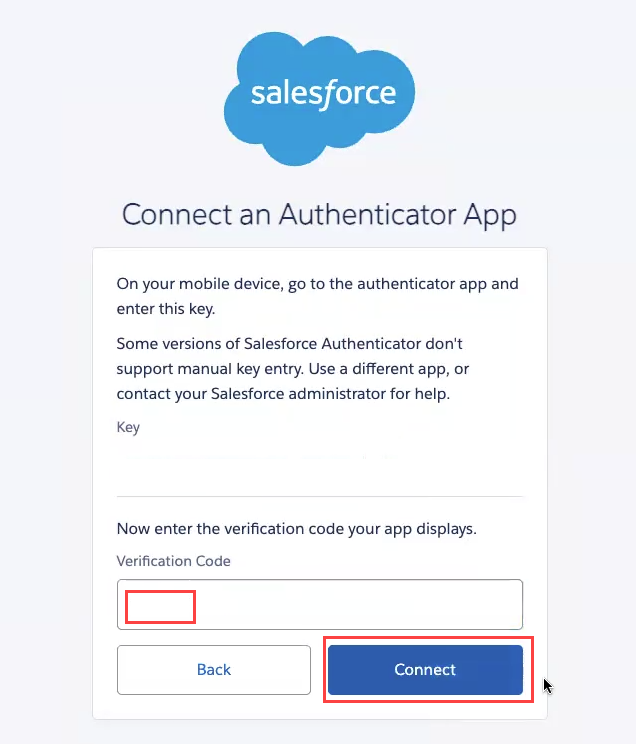 salesforce
Connect an Authenticator App
On your mobile device, go to the authenticator app and
enter this key.
Some versions of Salesforce Authenticator don't
support manual key entry. Use a different app, or
contact your Salesforce administrator for help.
Key
Now enter the verification code your app displays.
Verification Code
Back
Connect